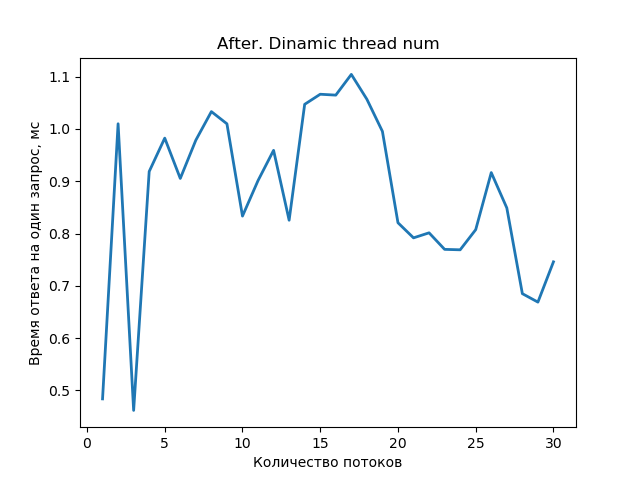 After. Dinamic thread num
Время ответа на один запрос, мс
1.1
1.0
0.9
0.8
0.7
0.6
0.5
0 5 10 15 20 25 30
Количество потоков